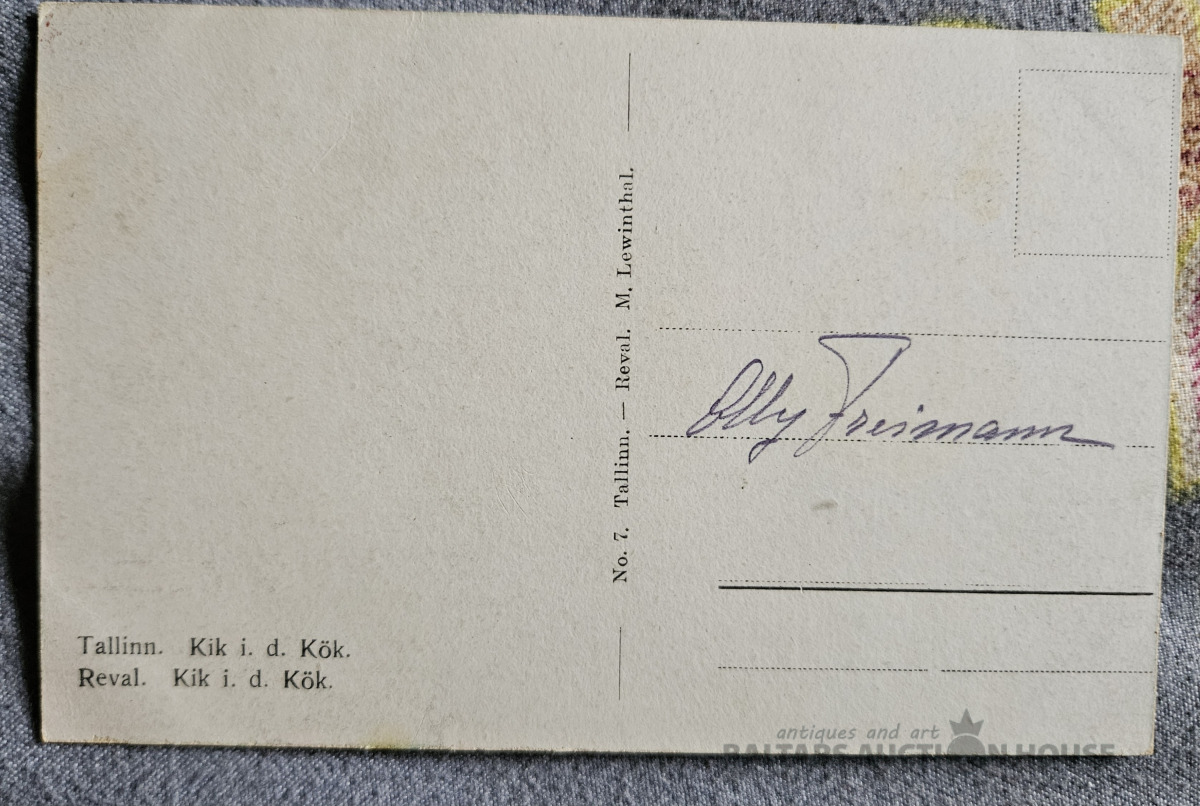 Tallinn. Kik i. d. Kök.
Reval. Kik i. d. Kök.
No. 7. Tallinn. — Reval. M. Lewinthal.
Olly Freimann
antiques and art
BALTARS AUCTION HOUSE